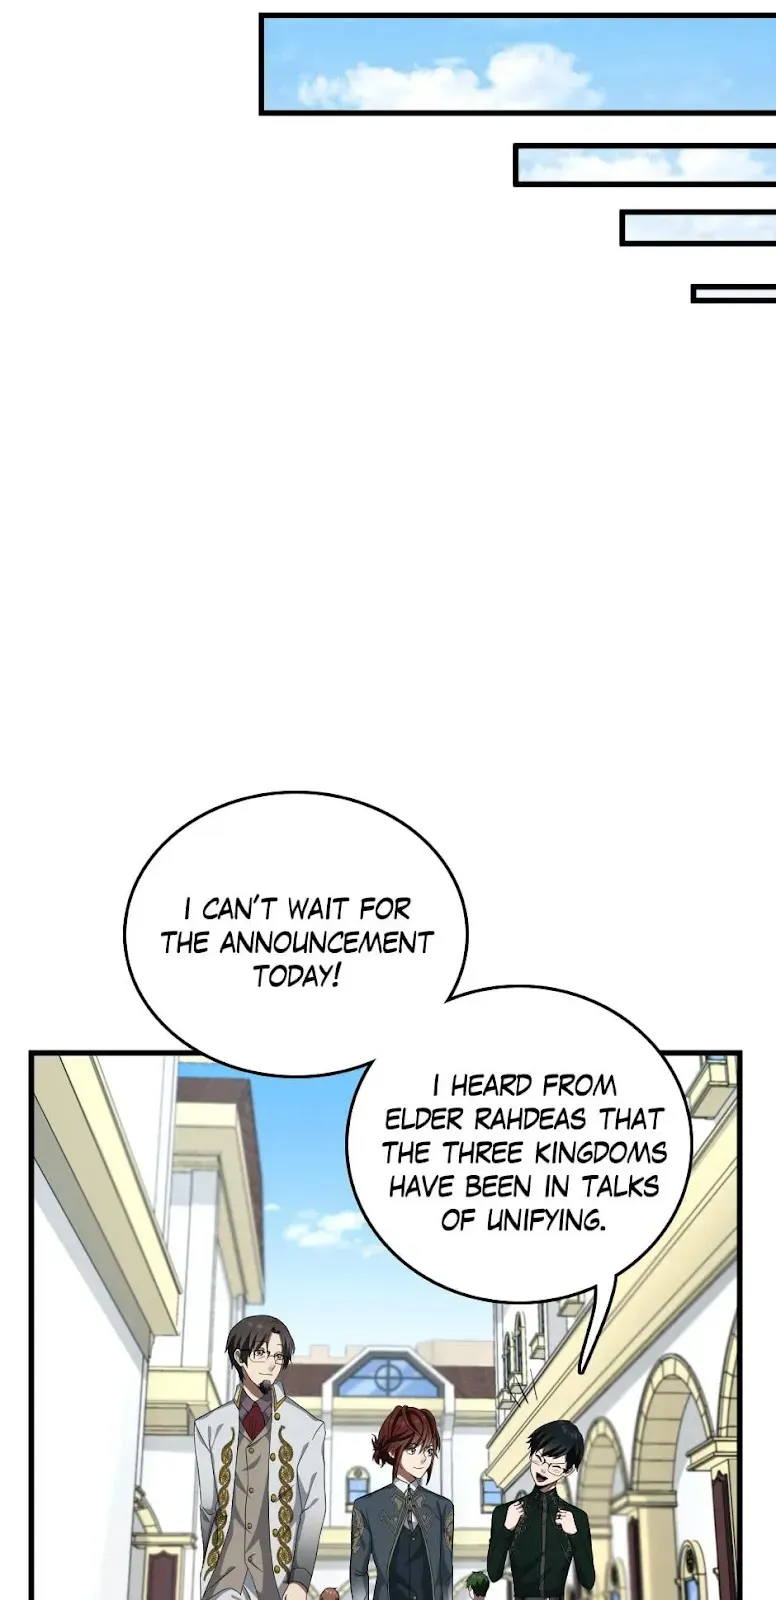 I CAN'T WAIT FOR
THE ANNOUNCEMENT
TODAY!
I HEARD FROM
ELDER RAHDEAS THAT
THE THREE KINGDOMS
HAVE BEEN IN TALKS
OF UNIFYING.